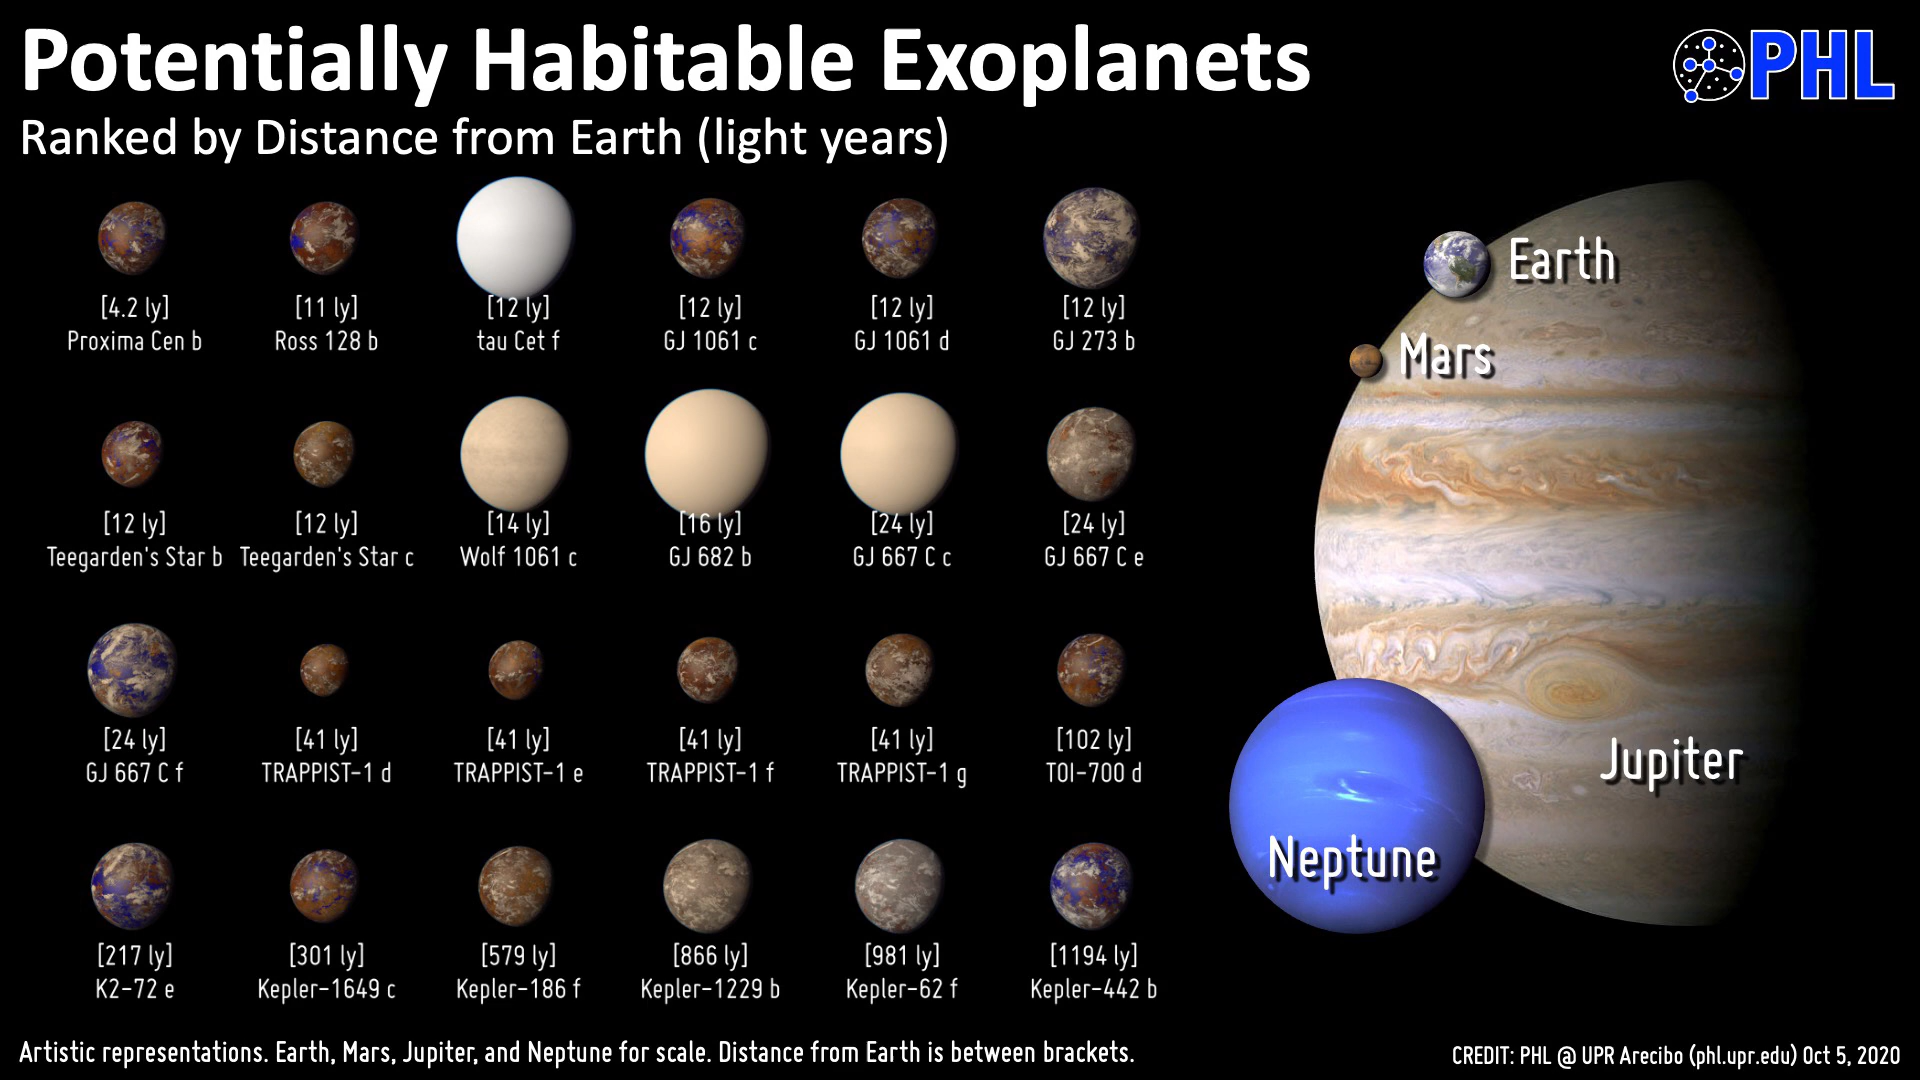 Potentially Habitable Exoplanets
PHL
Ranked by Distance from Earth (light years)
[4.2 ly] [11 ly] [12 ly] [12 ly] [12 ly] [12 ly]
Proxima Cen b Ross 128 b tau Cet f GJ 1061 c GJ 1061 d GJ 273 b
[12 ly] [12 ly] [14 ly] [16 ly] [24 ly] [24 ly]
Teegarden's Star b Teegarden's Star c Wolf 1061 c GJ 682 b GJ 667 C c GJ 667 C e
[24 ly] [41 ly] [41 ly] [41 ly] [41 ly] [102 ly]
GJ 667 C f TRAPPIST-1 d TRAPPIST-1 e TRAPPIST-1 f TRAPPIST-1 g TOI-700 d
[217 ly] [301 ly] [579 ly] [866 ly] [981 ly] [1194 ly]
K2-72 e Kepler-1649 c Kepler-186 f Kepler-1229 b Kepler-62 f Kepler-442 b
Earth
Mars
Jupiter
Neptune
Artistic representations. Earth, Mars, Jupiter, and Neptune for scale. Distance from Earth is between brackets.
CREDIT: PHL @ UPR Arecibo (phl.upr.edu) Oct 5, 2020